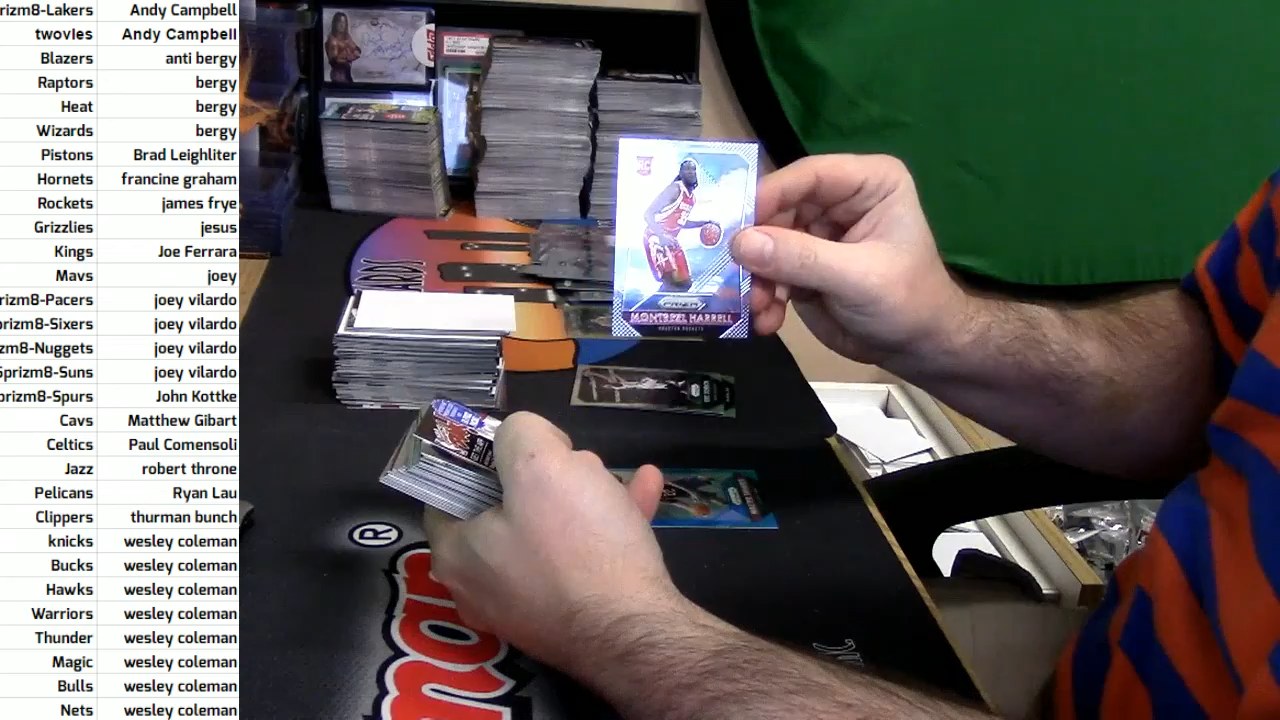 rizm8-Lakers Andy Campbell
twovles Andy Campbell
Blazers anti bergy
Raptors bergy
Heat bergy
Wizards bergy
Pistons Brad Leighliter
Hornets francine graham
Rockets james frye
Grizzlies jesus
Kings Joe Ferrara
Mavs joey
rizm8-Pacers joey vilardo
orizm8-Sixers joey vilardo
zm8-Nuggets joey vilardo
Sprizm8-Suns joey vilardo
orizm8-Spurs John Kottke
Cavs Matthew Gibart
Celtics Paul Comensoli
Jazz robert throne
Pelicans Ryan Lau
Clippers thurman bunch
knicks wesley coleman
Bucks wesley coleman
Hawks wesley coleman
Warriors wesley coleman
Thunder wesley coleman
Magic wesley coleman
Bulls wesley coleman
Nets wesley coleman
RC
MONTREZL HARRELL
HOUSTON ROCKETS
ARDS
®